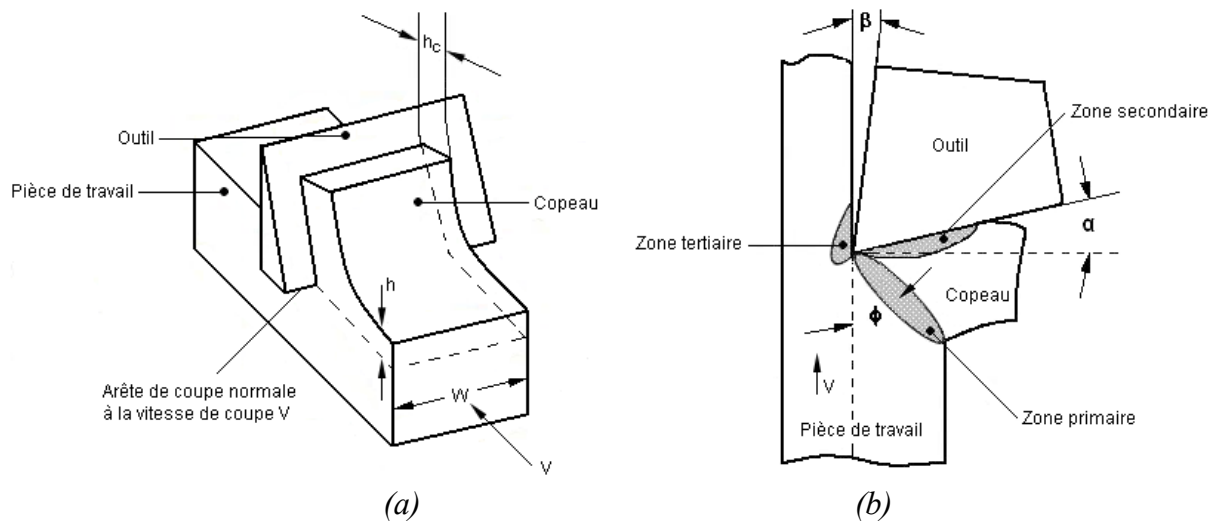 h_c
Outil
Pièce de travail
Copeau
h
Arête de coupe normale
à la vitesse de coupe V
W
V
(a)
β
Zone secondaire
Outil
α
Zone tertiaire
Copeau
ϕ
V
Zone primaire
Pièce de travail
(b)